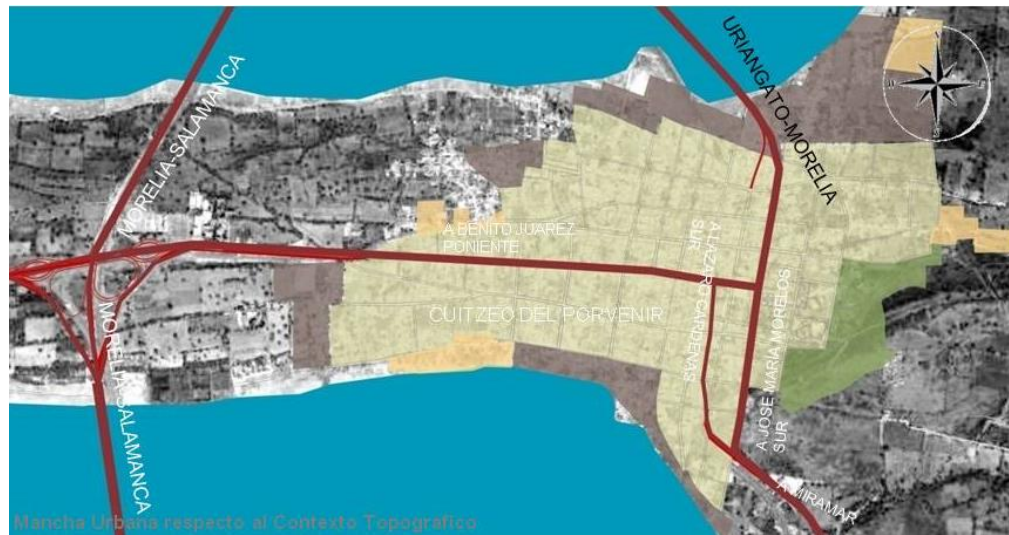 URIANGATO-MORELIA
MORELIA-SALAMANCA
A BENITO JUAREZ
PONIENTE
A LAZARO CARDENAS
SUR
MORELIA-SALAMANCA
CUITZEO DEL PORVENIR
A JOSE MARIA MORELOS
SUR
A MIRAMAR
Mancha Urbana respecto al Contexto Topografico